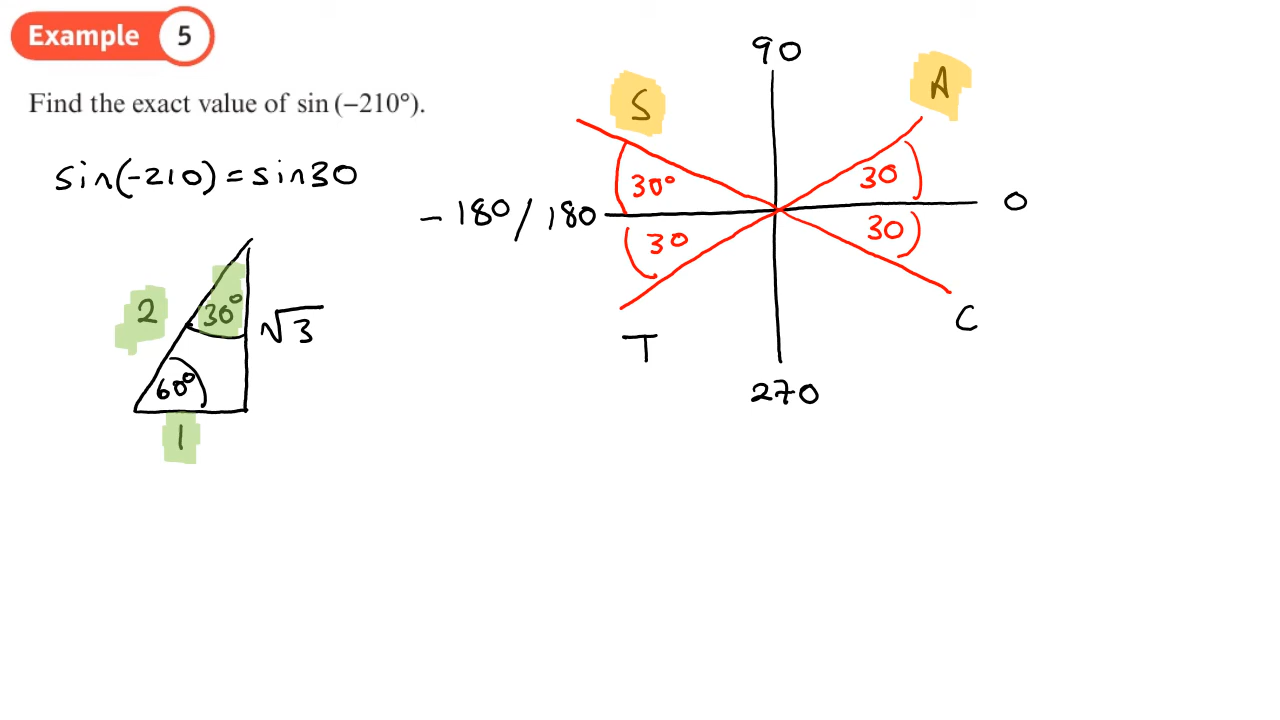 Example 5
Find the exact value of sin (−210°).
sin(-210) = sin30
2
30°
√3
60°
1
90
S
A
30°
30
- 180 / 180
0
30
30
T
C
270